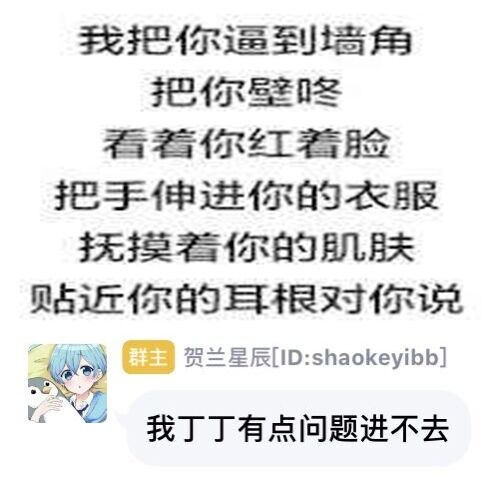 我把你逼到墙角
把你壁咚
看着你红着脸
把手伸进你的衣服
抚摸着你的肌肤
贴近你的耳根对你说
群主 贺兰星辰[ID:shaokeyibb]
我丁丁有点问题进不去